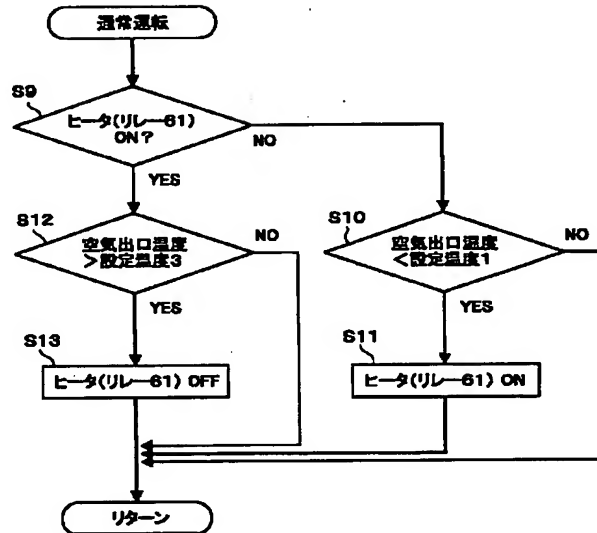 通常運転
S9
ヒータ(リレー61)
ON?
NO
YES
S12
空気出口温度
>設定温度3
NO
YES
S10
空気出口温度
<設定温度1
NO
YES
S13
ヒータ(リレー61) OFF
S11
ヒータ(リレー61) ON
リターン